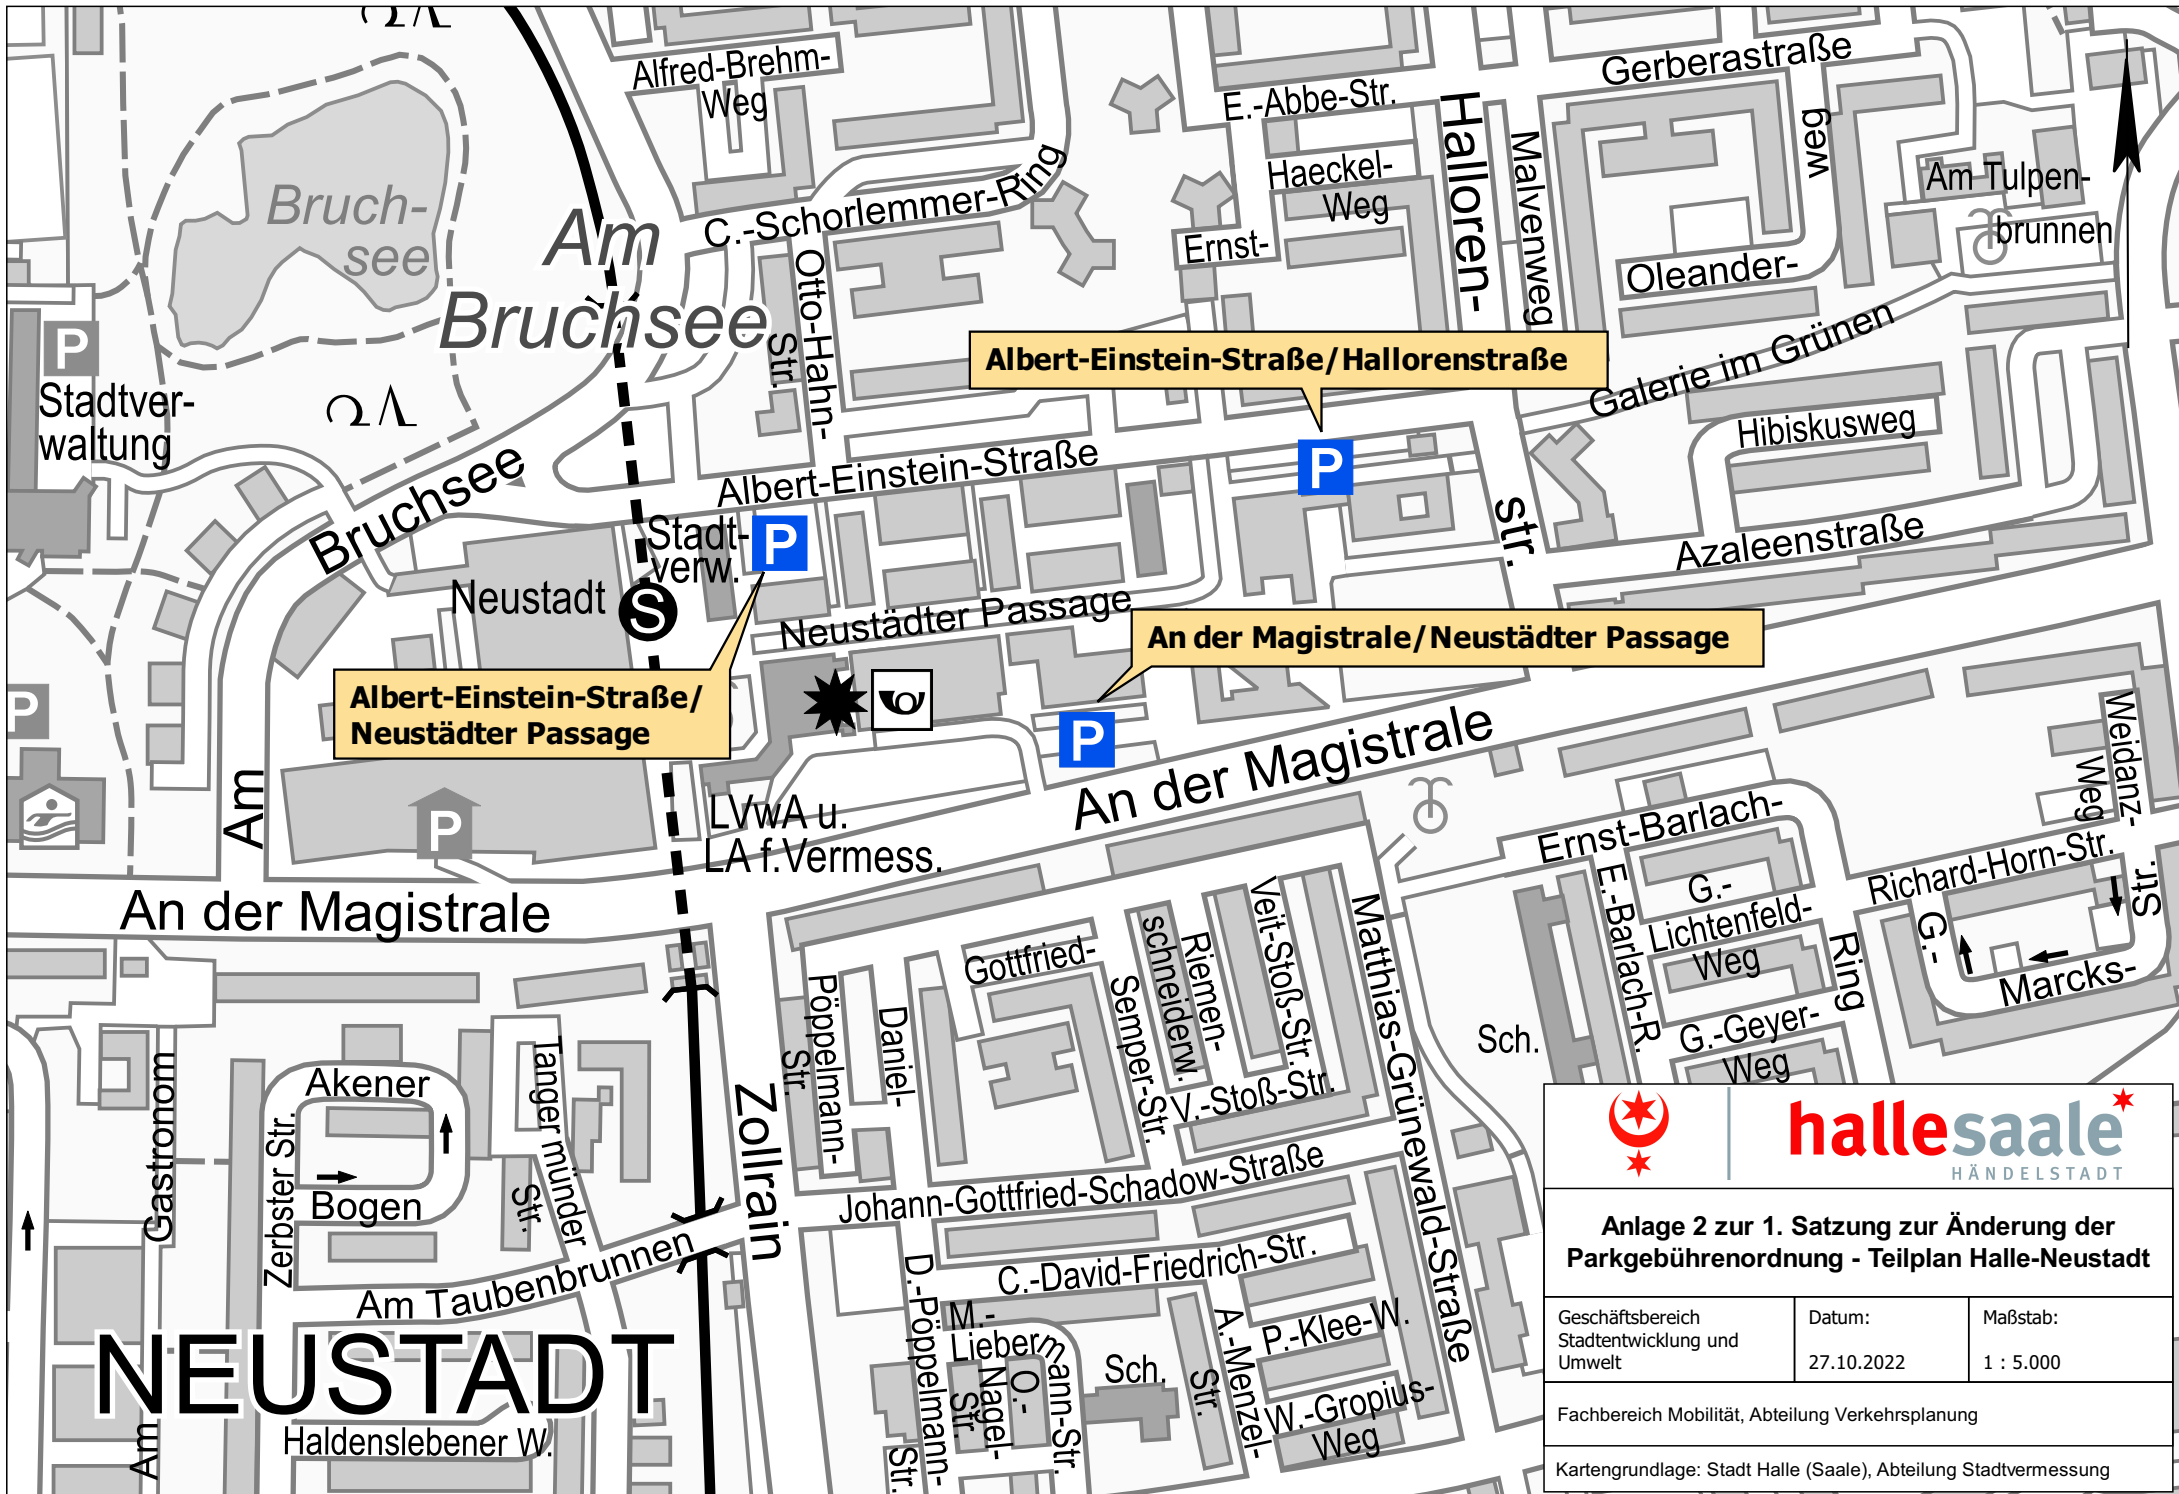 Alfred-Brehm-
Weg
E.-Abbe-Str.
Gerberastraße
weg
Halloren-
Malvenweg
Haeckel-
Weg
Ernst-
Am Tulpen-
brunnen
Bruch-
see
Am
Bruchsee
C.-Schorlemmer-Ring
Otto-Hahn-
Str.
Oleander-
Galerie im Grünen
P
Stadtver-
waltung
Albert-Einstein-Straße/Hallorenstraße
Hibiskusweg
Albert-Einstein-Straße
P
str.
Azaleenstraße
Bruchsee
Am
Stadt-
verw.
P
Neustadt
S
Neustädter Passage
An der Magistrale/Neustädter Passage
Albert-Einstein-Straße/
Neustädter Passage
P
P
P
LVwA u.
LA f.Vermess.
An der Magistrale
An der Magistrale
Weidanz-
Weg
Ernst-Barlach-
Ring
E.-Barlach-R.
G.-
Lichtenfeld-
Weg
G.-Geyer-
Weg
Richard-Horn-Str.
G.-
Marcks-
Str.
Sch.
Gottfried-
Semper-Str.
Riemen-
schneiderw.
Veit-Stoß-Str.
V.-Stoß-Str.
Matthias-Grünewald-Straße
Pöppelmann-
Str.
Daniel-
Zollrain
Johann-Gottfried-Schadow-Straße
C.-David-Friedrich-Str.
D.-Pöppelmann-
Str.
M.-
Liebermann-Str.
O.-
Nagel-
Str.
Sch.
A.-Menzel-
Str.
P.-Klee-W.
W.-Gropius-
Weg
Gastronom
Am
Akener
Bogen
Zerbster Str.
Tangermünder
Str.
Am Taubenbrunnen
NEUSTADT
Haldenslebener W.
hallesaale
HÄNDELSTADT
Anlage 2 zur 1. Satzung zur Änderung der
Parkgebührenordnung - Teilplan Halle-Neustadt
Geschäftsbereich
Stadtentwicklung und
Umwelt
Datum:
27.10.2022
Maßstab:
1 : 5.000
Fachbereich Mobilität, Abteilung Verkehrsplanung
Kartengrundlage: Stadt Halle (Saale), Abteilung Stadtvermessung